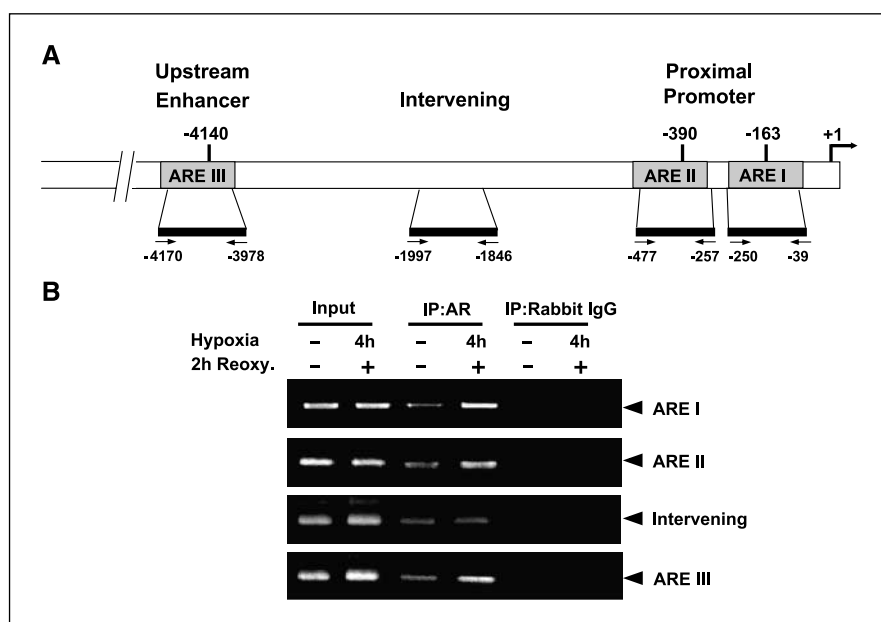 A
Upstream Enhancer
Intervening
Proximal Promoter
-4140
-390
-163
+1
ARE III
ARE II
ARE I
-4170
-3978
-1997
-1846
-477
-257
-250
-39
B
Input
IP:AR
IP:Rabbit IgG
Hypoxia
– 4h – 4h – 4h
2h Reoxy.
– + – + – +
ARE I
ARE II
Intervening
ARE III